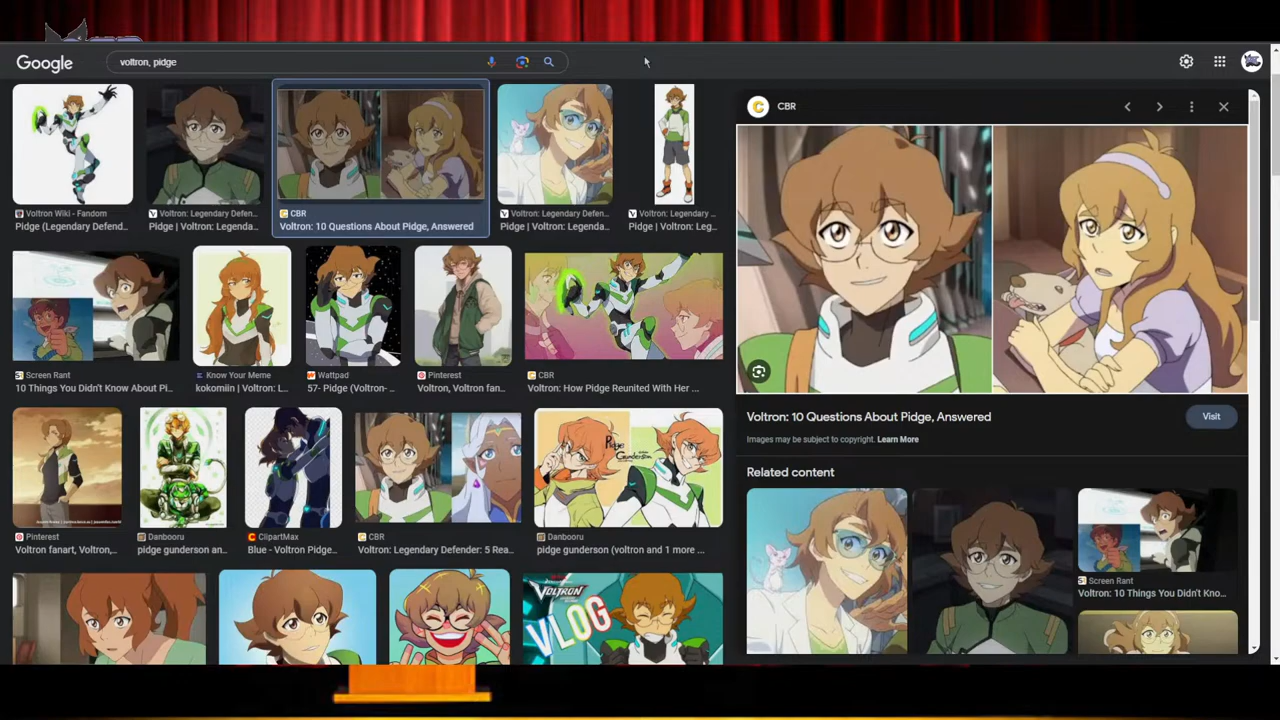 Google
voltron, pidge
Voltron Wiki - Fandom
Pidge (Legendary Defend...
Voltron: Legendary Defen...
Pidge | Voltron: Legenda...
CBR
Voltron: 10 Questions About Pidge, Answered
Voltron: Legendary Defen...
Pidge | Voltron: Legenda...
Voltron: Legendary ...
Pidge | Voltron: Leg...
Screen Rant
10 Things You Didn't Know About Pi...
Know Your Meme
kokomiin | Voltron: L...
Wattpad
57- Pidge (Voltron- ...
Pinterest
Voltron, Voltron fan...
CBR
Voltron: How Pidge Reunited With Her ...
Pidge
Gunderson
Pinterest
Voltron fanart, Voltron,...
Danbooru
pidge gunderson an...
ClipartMax
Blue - Voltron Pidge...
CBR
Voltron: Legendary Defender: 5 Rea...
Danbooru
pidge gunderson (voltron and 1 more ...
VOLTRON
VLOG
C CBR
Voltron: 10 Questions About Pidge, Answered
Visit
Images may be subject to copyright. Learn More
Related content
Screen Rant
Voltron: 10 Things You Didn't Kno...